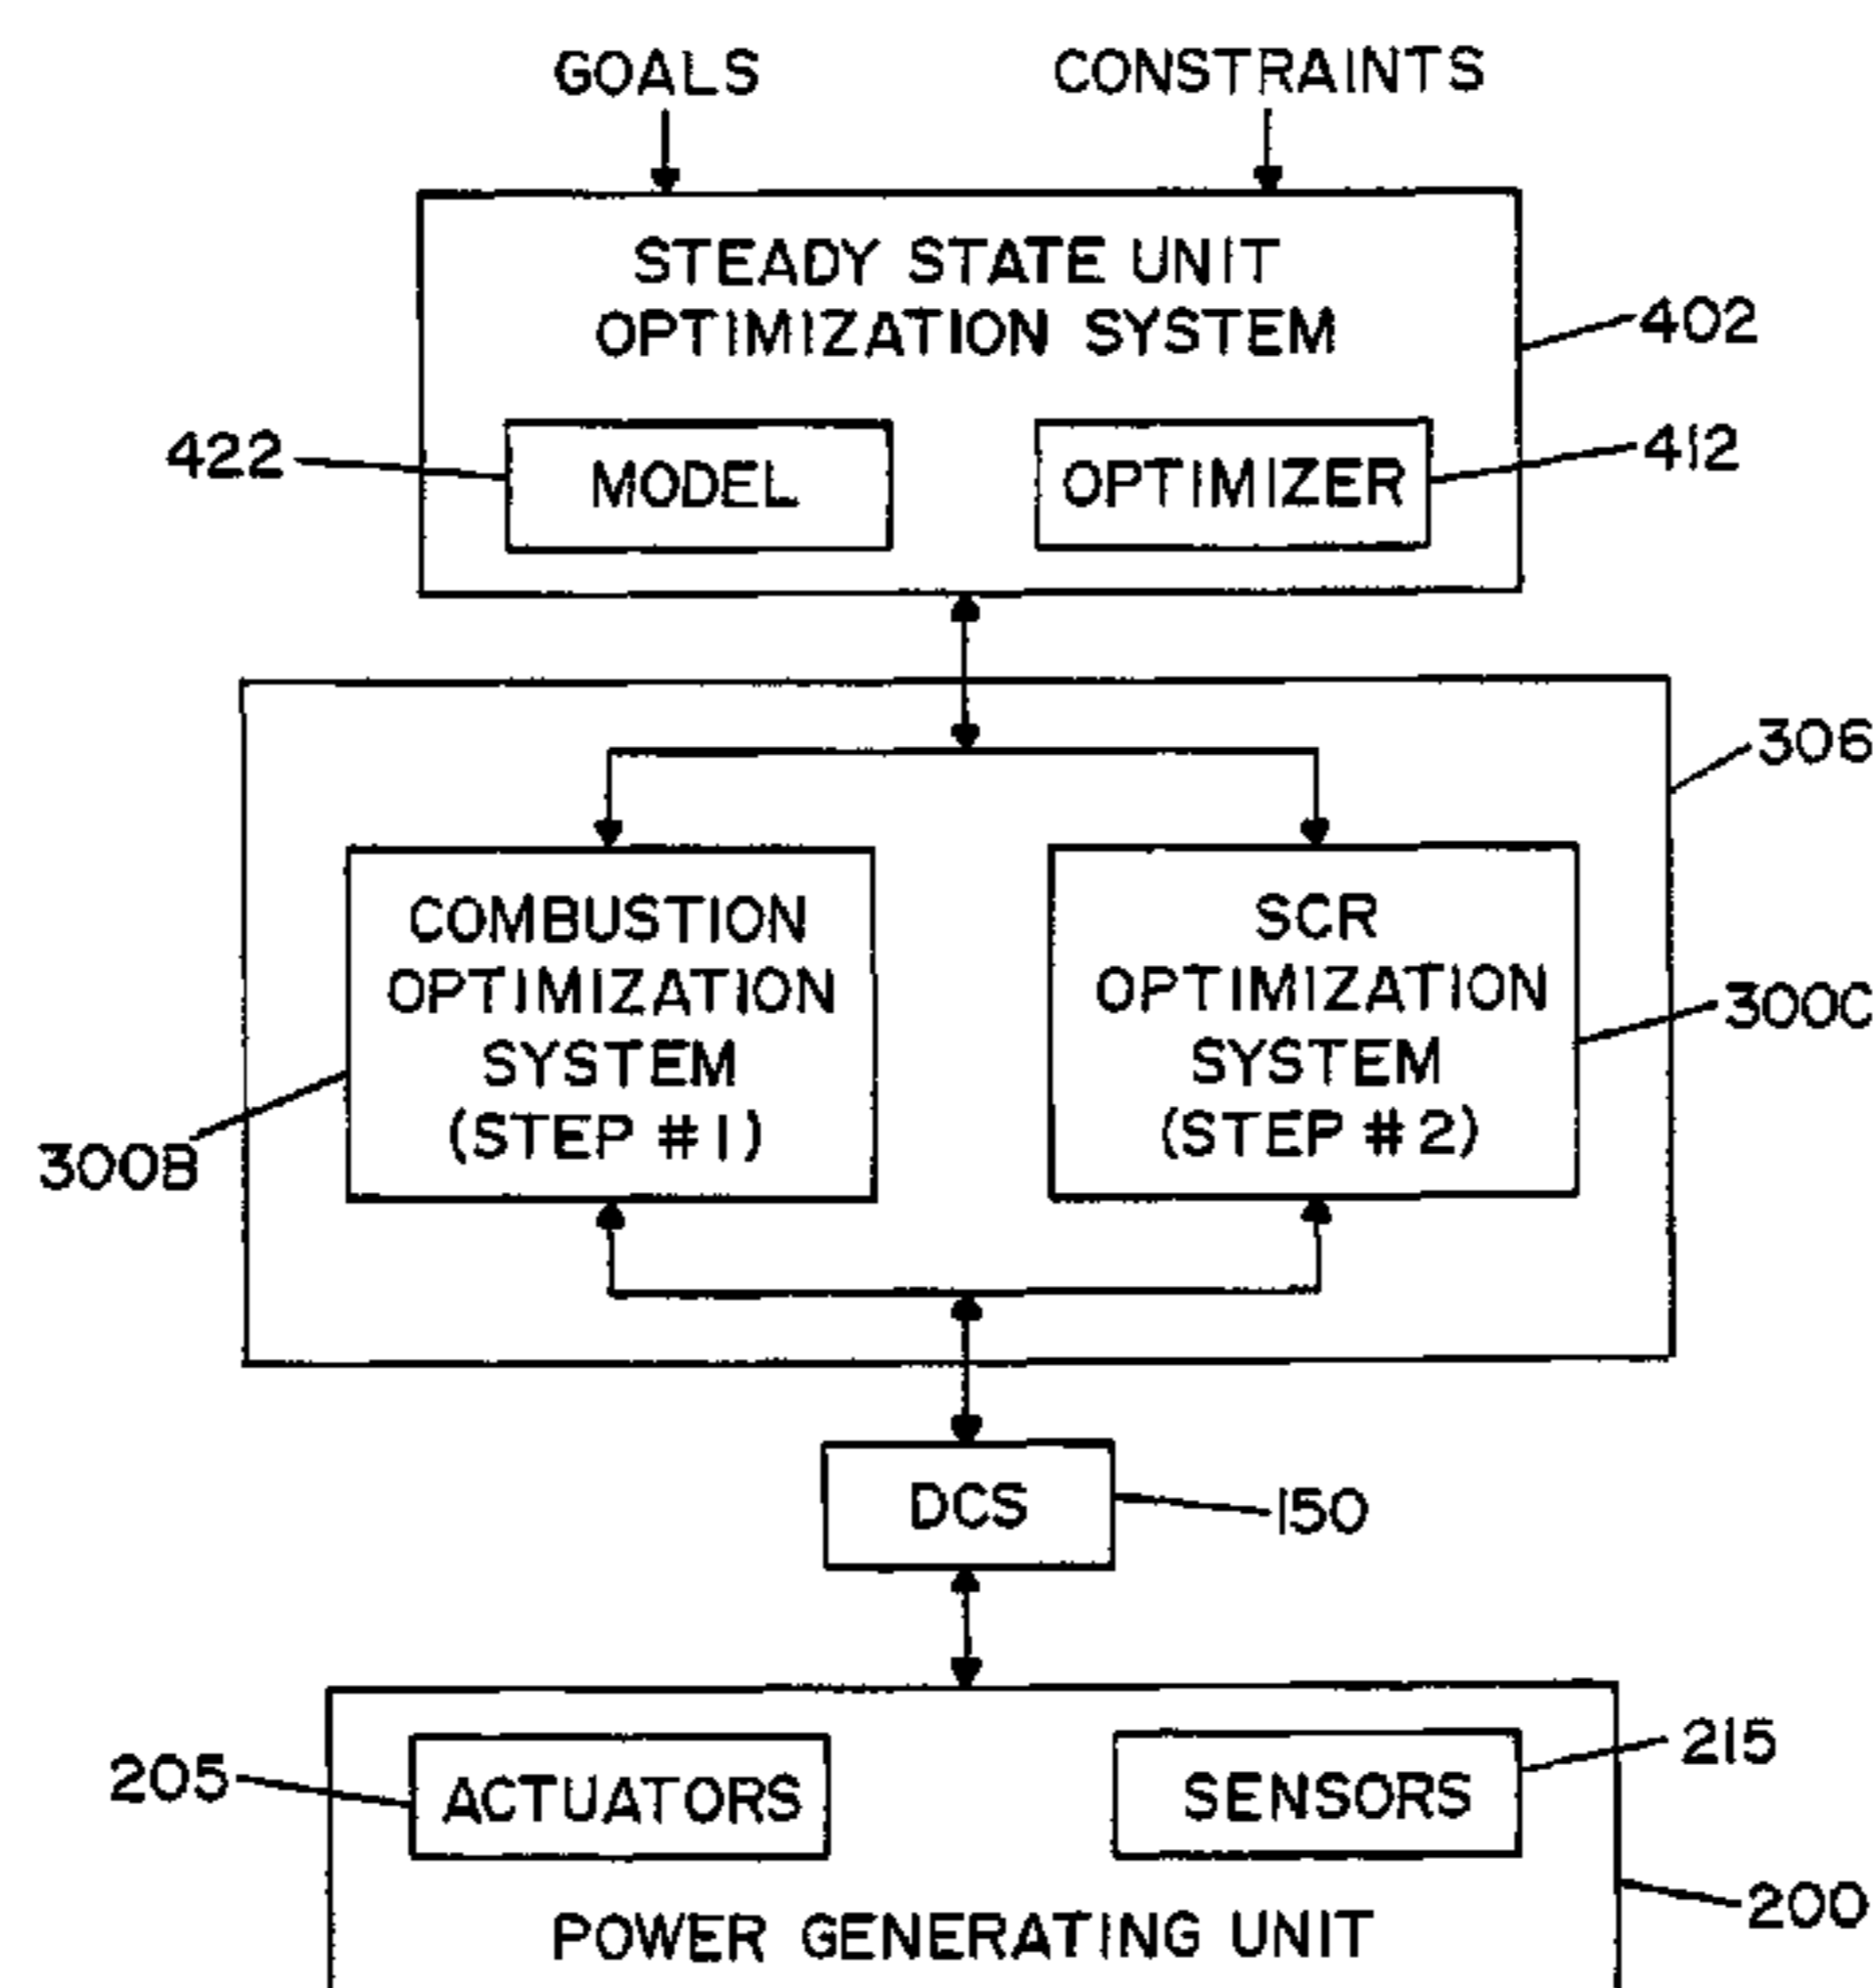 GOALS
CONSTRAINTS
STEADY STATE UNIT
OPTIMIZATION SYSTEM
402
422
MODEL
OPTIMIZER
412
306
COMBUSTION
OPTIMIZATION
SYSTEM
(STEP #1)
300B
SCR
OPTIMIZATION
SYSTEM
(STEP #2)
300C
DCS
150
205
ACTUATORS
SENSORS
215
POWER GENERATING UNIT
200